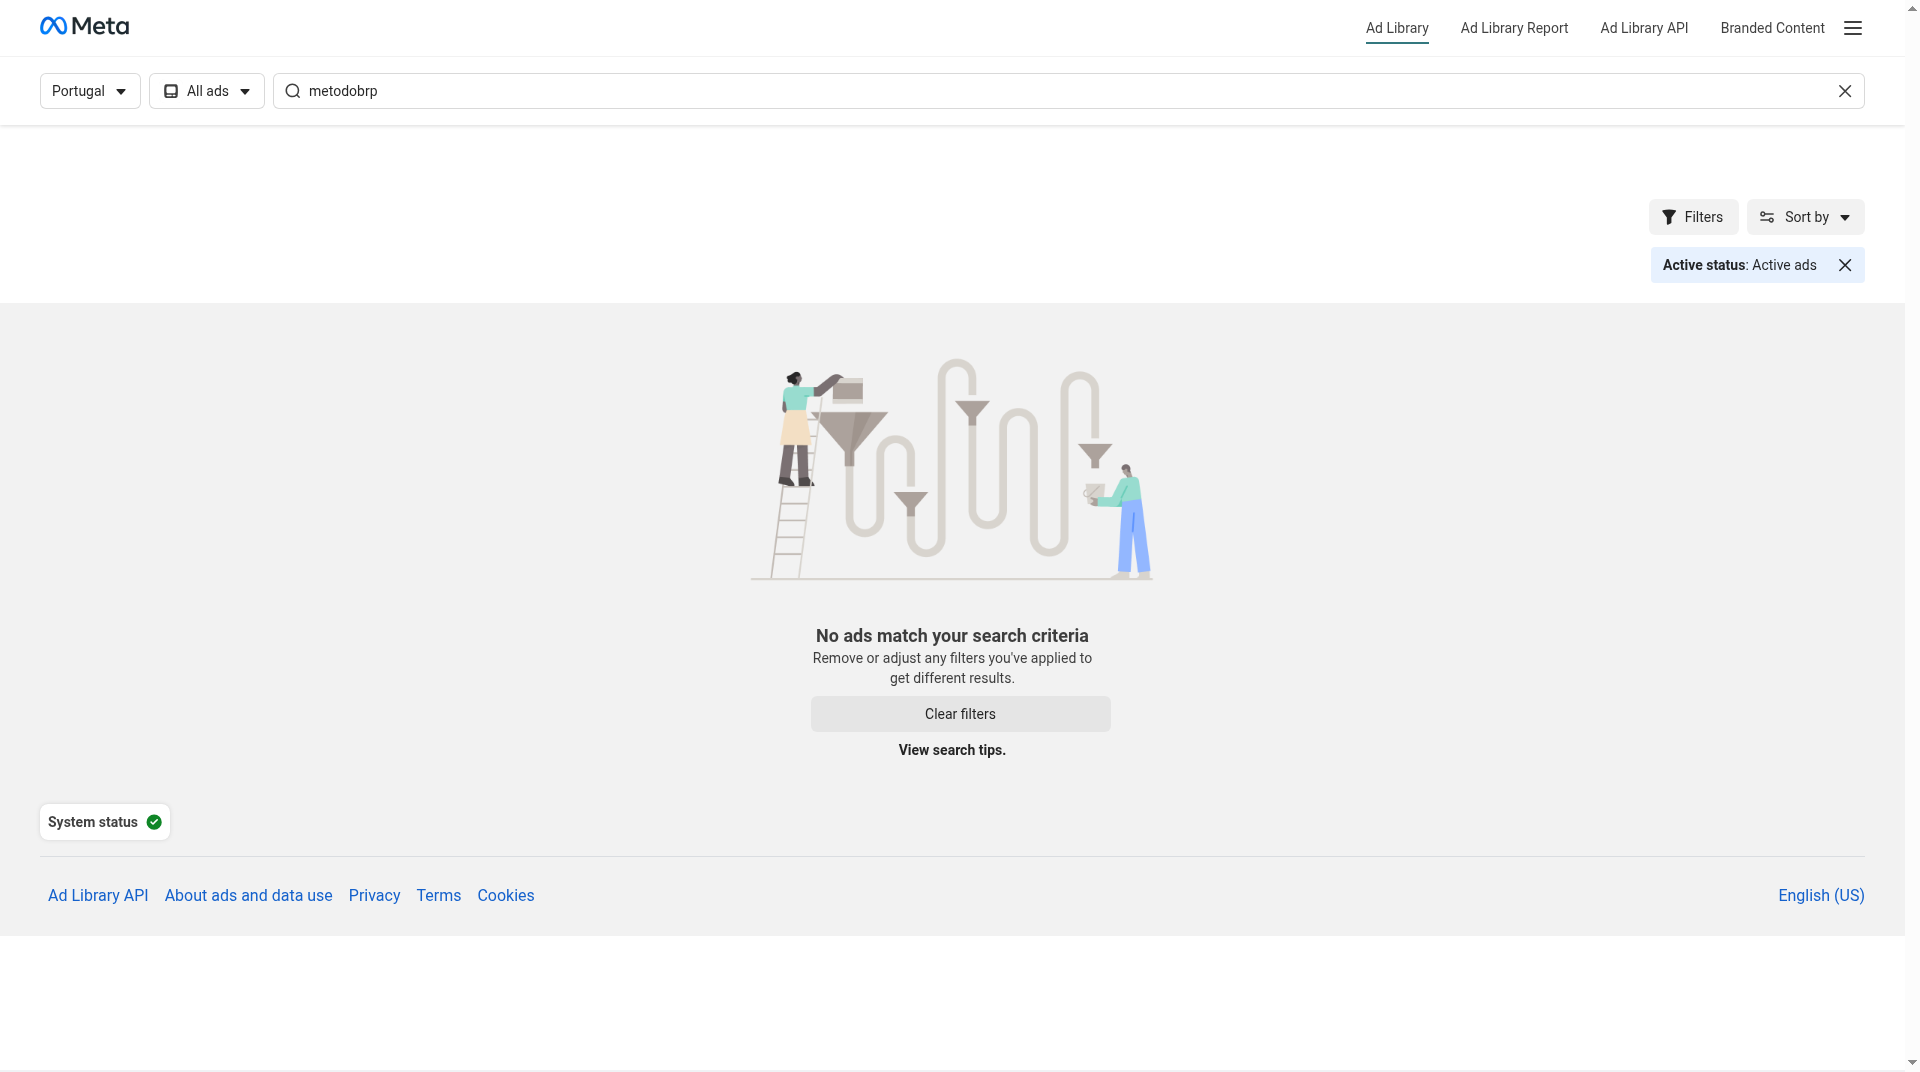 Meta
Ad Library
Ad Library Report
Ad Library API
Branded Content
Portugal
All ads
metodobrp
Filters
Sort by
Active status: Active ads
No ads match your search criteria
Remove or adjust any filters you've applied to
get different results.
Clear filters
View search tips.
System status
Ad Library API
About ads and data use
Privacy
Terms
Cookies
English (US)